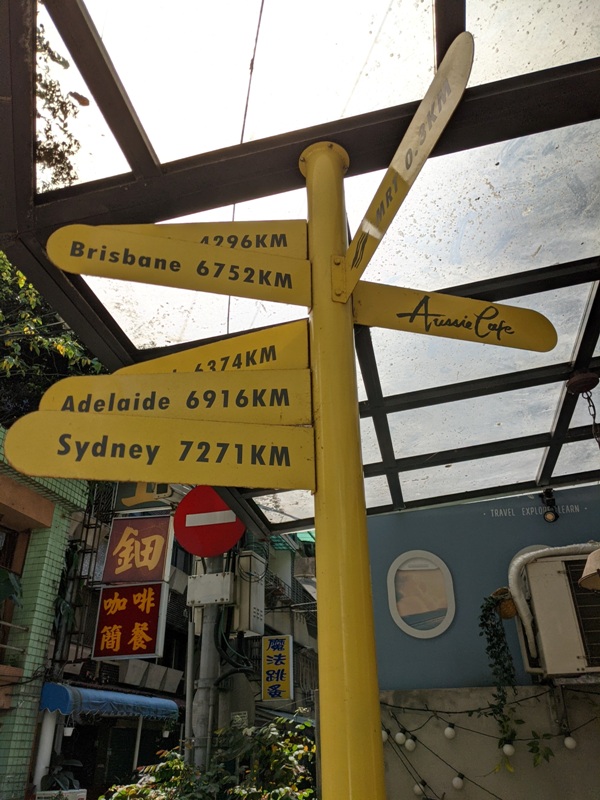 MRT 0.3KM
4296KM
Brisbane 6752KM
Aussie Cafe
6374KM
Adelaide 6916KM
Sydney 7271KM
· TRAVEL EXPLORE LEARN ·
鈿
咖啡
簡餐